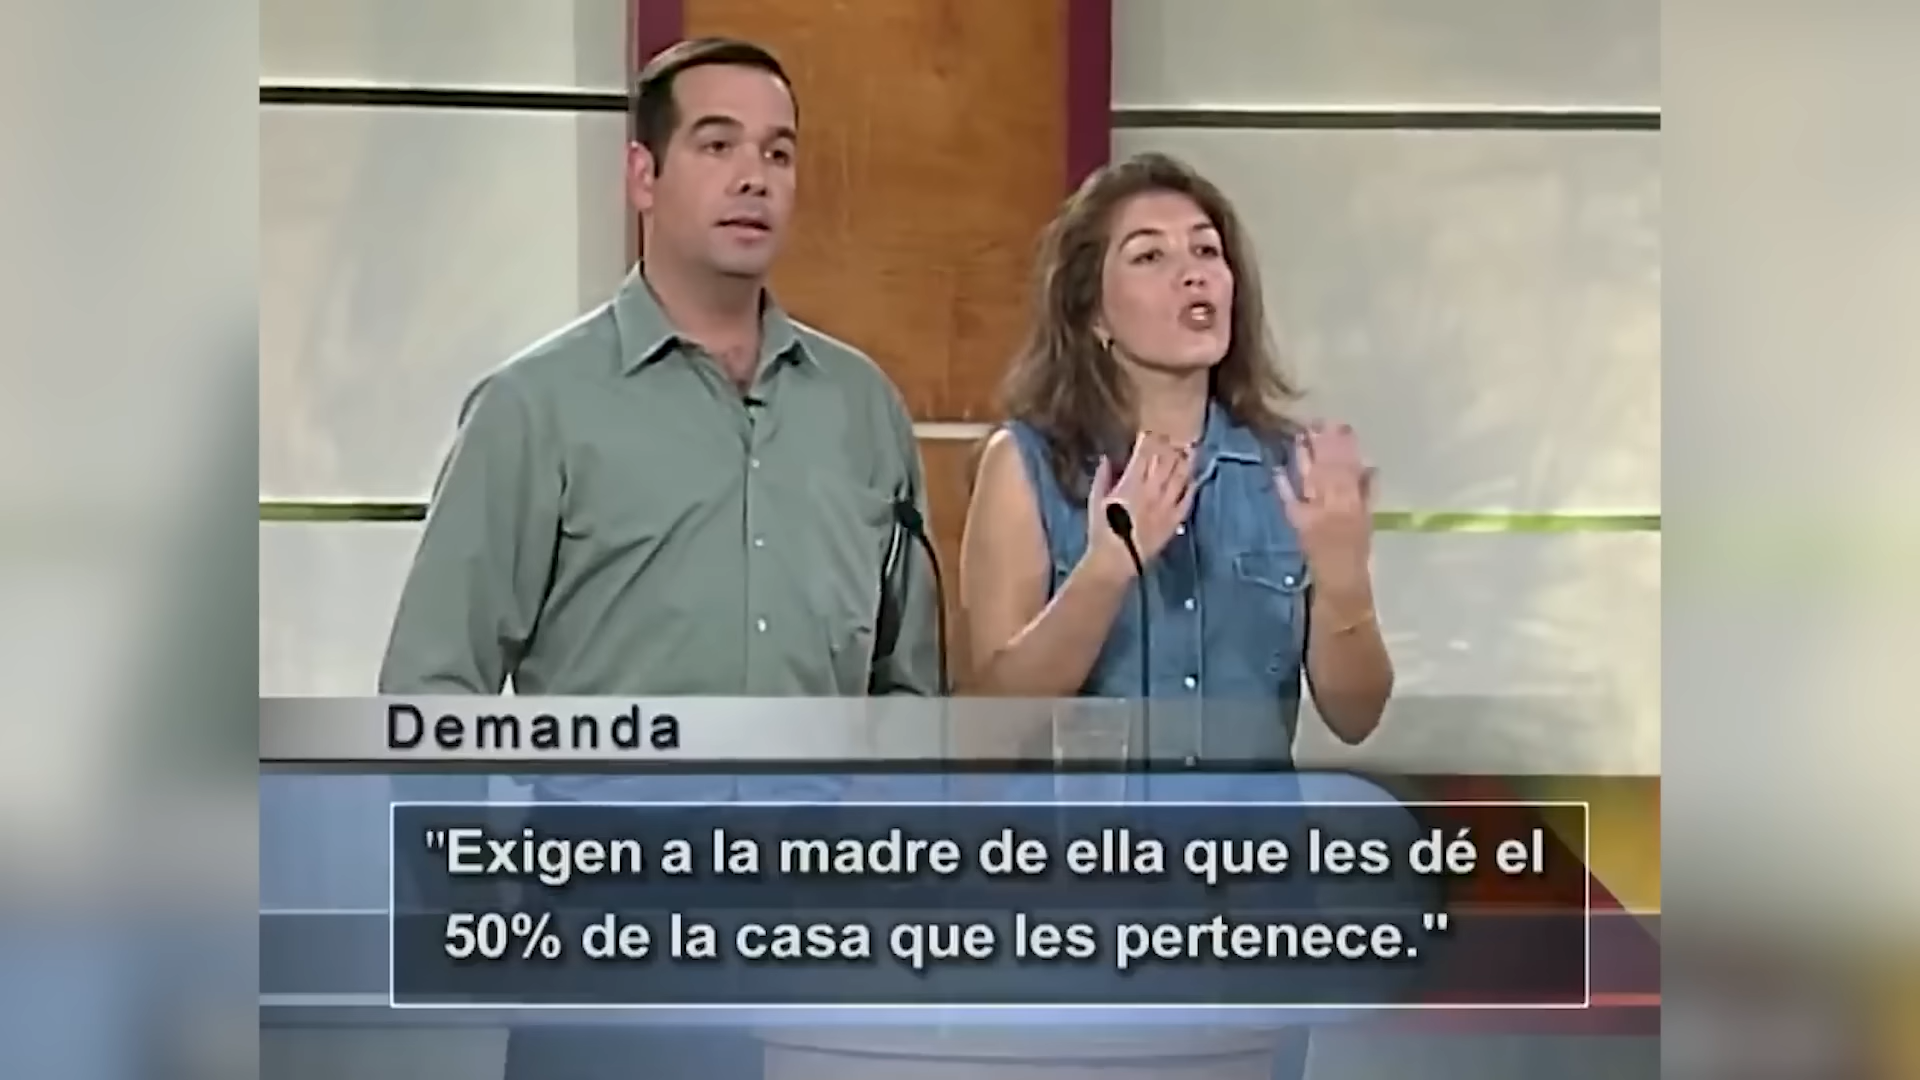 Demanda
"Exigen a la madre de ella que les dé el
50% de la casa que les pertenece."